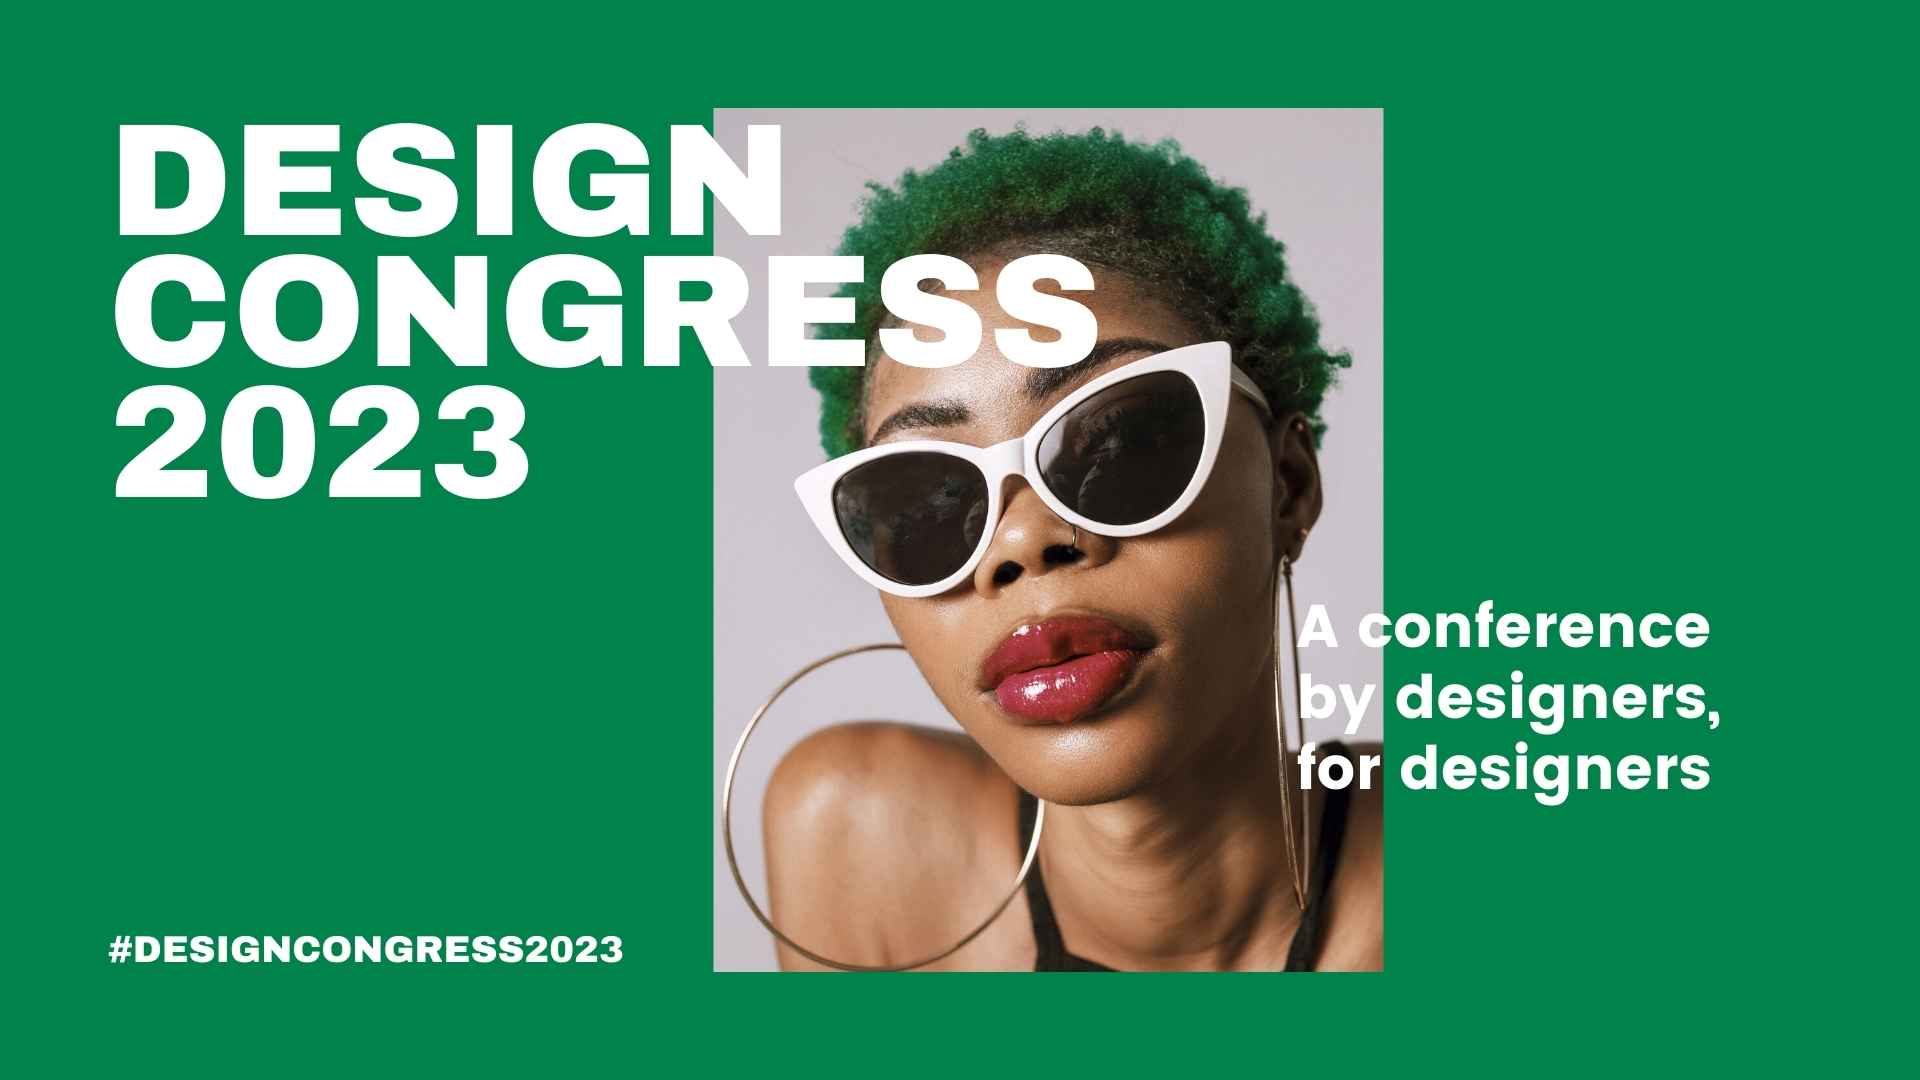 DESIGN
CONGRESS
2023
A conference
by designers,
for designers
#DESIGNCONGRESS2023